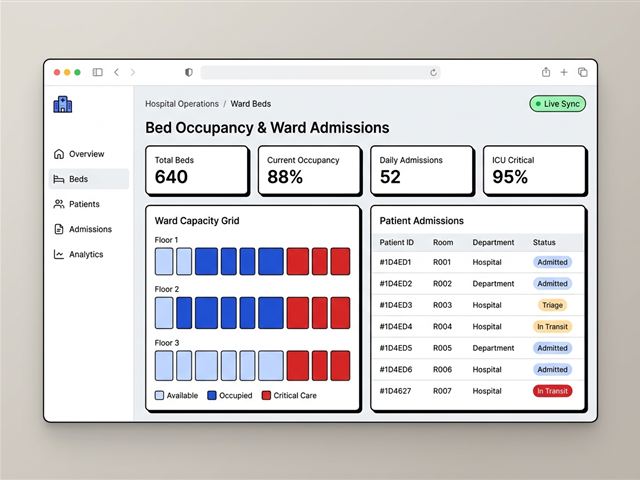 Hospital Operations / Ward Beds
Live Sync
Bed Occupancy & Ward Admissions
Overview
Beds
Patients
Admissions
Analytics
Total Beds
640
Current Occupancy
88%
Daily Admissions
52
ICU Critical
95%
Ward Capacity Grid
Floor 1
Floor 2
Floor 3
Available Occupied Critical Care
Patient Admissions
Patient ID Room Department Status
#1D4ED1 R001 Hospital Admitted
#1D4ED2 R002 Department Admitted
#1D4ED3 R003 Hospital Triage
#1D4ED4 R004 Hospital In Transit
#1D4ED5 R005 Department Admitted
#1D4ED6 R006 Hospital Admitted
#1D4627 R007 Hospital In Transit